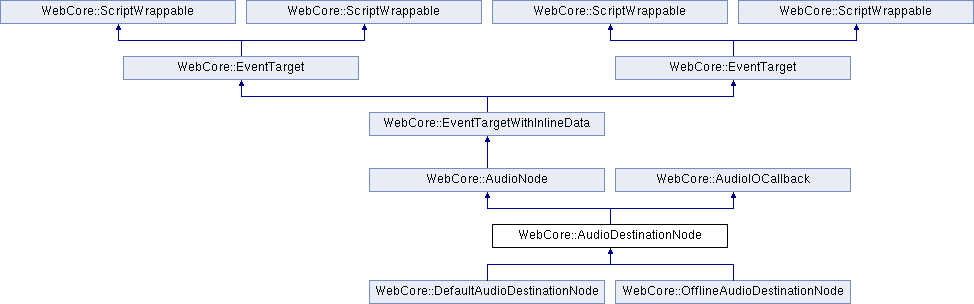 WebCore::ScriptWrappable
WebCore::ScriptWrappable
WebCore::ScriptWrappable
WebCore::ScriptWrappable
WebCore::EventTarget
WebCore::EventTarget
WebCore::EventTargetWithInlineData
WebCore::AudioNode
WebCore::AudioIOCallback
WebCore::AudioDestinationNode
WebCore::DefaultAudioDestinationNode
WebCore::OfflineAudioDestinationNode